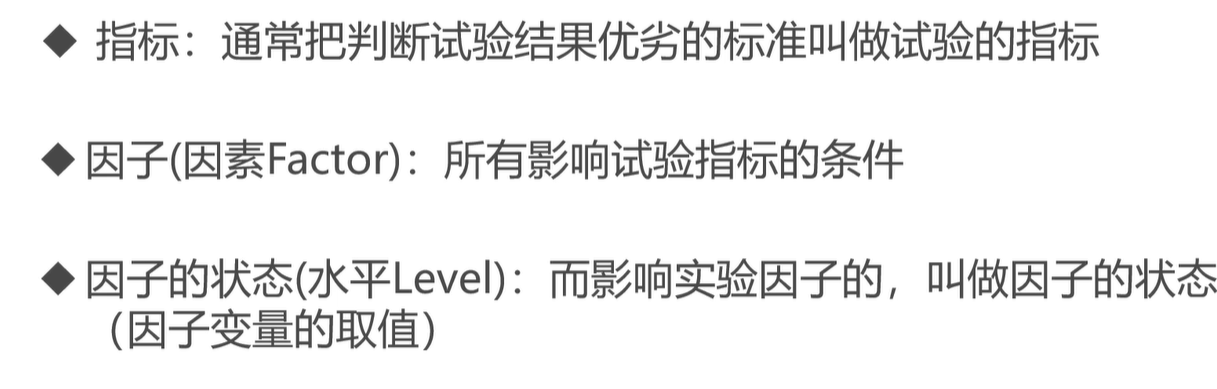 ◆ 指标：通常把判断试验结果优劣的标准叫做试验的指标
◆ 因子(因素Factor)：所有影响试验指标的条件
◆ 因子的状态(水平Level)：而影响实验因子的，叫做因子的状态
（因子变量的取值）